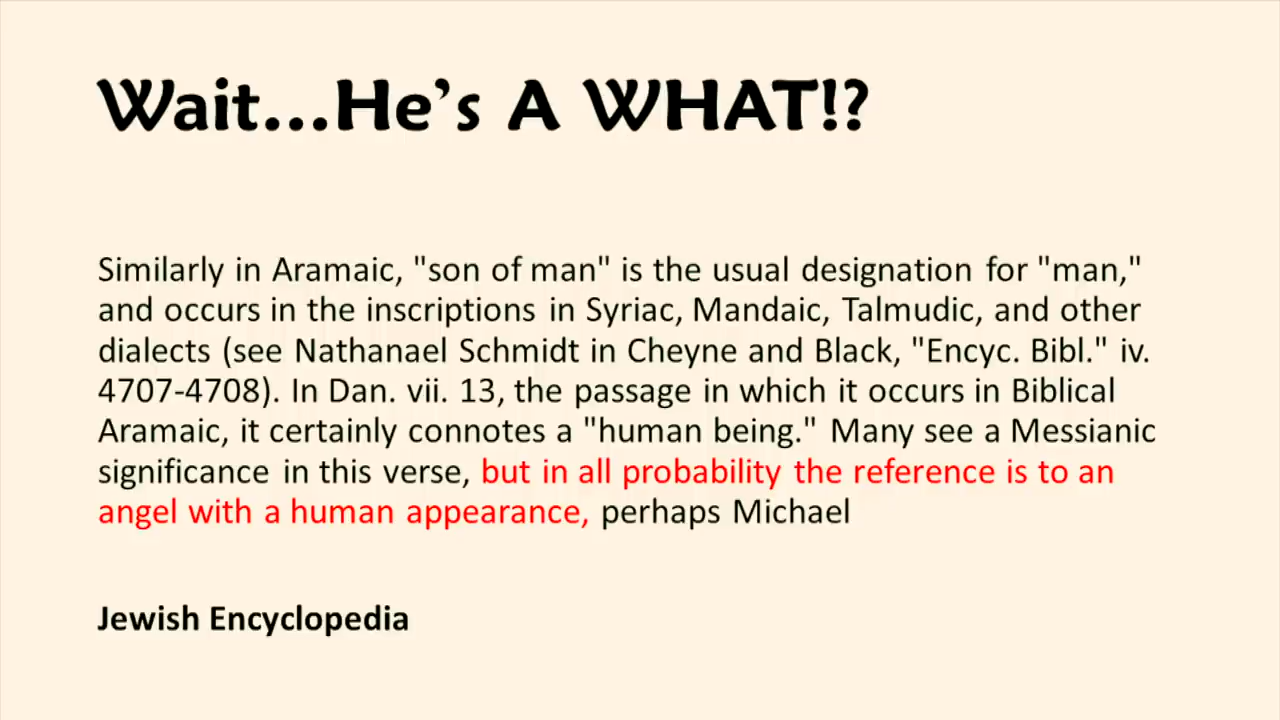 Wait...He's A WHAT!?
Similarly in Aramaic, "son of man" is the usual designation for "man,"
and occurs in the inscriptions in Syriac, Mandaic, Talmudic, and other
dialects (see Nathanael Schmidt in Cheyne and Black, "Encyc. Bibl." iv.
4707-4708). In Dan. vii. 13, the passage in which it occurs in Biblical
Aramaic, it certainly connotes a "human being." Many see a Messianic
significance in this verse, but in all probability the reference is to an
angel with a human appearance, perhaps Michael
Jewish Encyclopedia